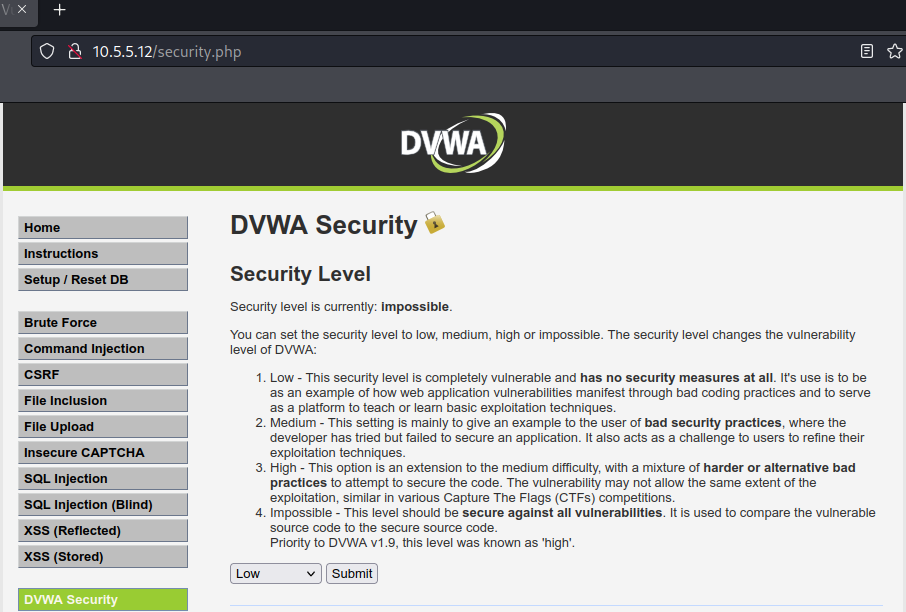 10.5.5.12/security.php
DVWA
Home
Instructions
Setup / Reset DB
Brute Force
Command Injection
CSRF
File Inclusion
File Upload
Insecure CAPTCHA
SQL Injection
SQL Injection (Blind)
XSS (Reflected)
XSS (Stored)
DVWA Security
DVWA Security
Security Level
Security level is currently: impossible.
You can set the security level to low, medium, high or impossible. The security level changes the vulnerability
level of DVWA:
1. Low - This security level is completely vulnerable and has no security measures at all. It's use is to be
as an example of how web application vulnerabilities manifest through bad coding practices and to serve
as a platform to teach or learn basic exploitation techniques.
2. Medium - This setting is mainly to give an example to the user of bad security practices, where the
developer has tried but failed to secure an application. It also acts as a challenge to users to refine their
exploitation techniques.
3. High - This option is an extension to the medium difficulty, with a mixture of harder or alternative bad
practices to attempt to secure the code. The vulnerability may not allow the same extent of the
exploitation, similar in various Capture The Flags (CTFs) competitions.
4. Impossible - This level should be secure against all vulnerabilities. It is used to compare the vulnerable
source code to the secure source code.
Priority to DVWA v1.9, this level was known as 'high'.
Low Submit